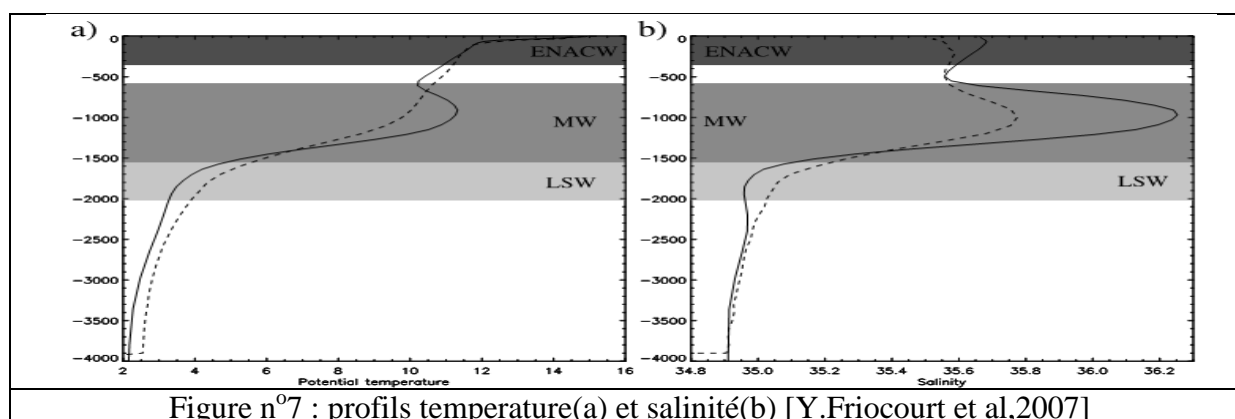 a)
0
−500
−1000
−1500
−2000
−2500
−3000
−3500
−4000
ENACW
MW
LSW
2 4 6 8 10 12 14 16
Potential temperature
b)
0
−500
−1000
−1500
−2000
−2500
−3000
−3500
−4000
ENACW
MW
LSW
34.8 35.0 35.2 35.4 35.6 35.8 36.0 36.2
Salinity
Figure nº7 : profils temperature(a) et salinité(b) [Y.Friocourt et al,2007]